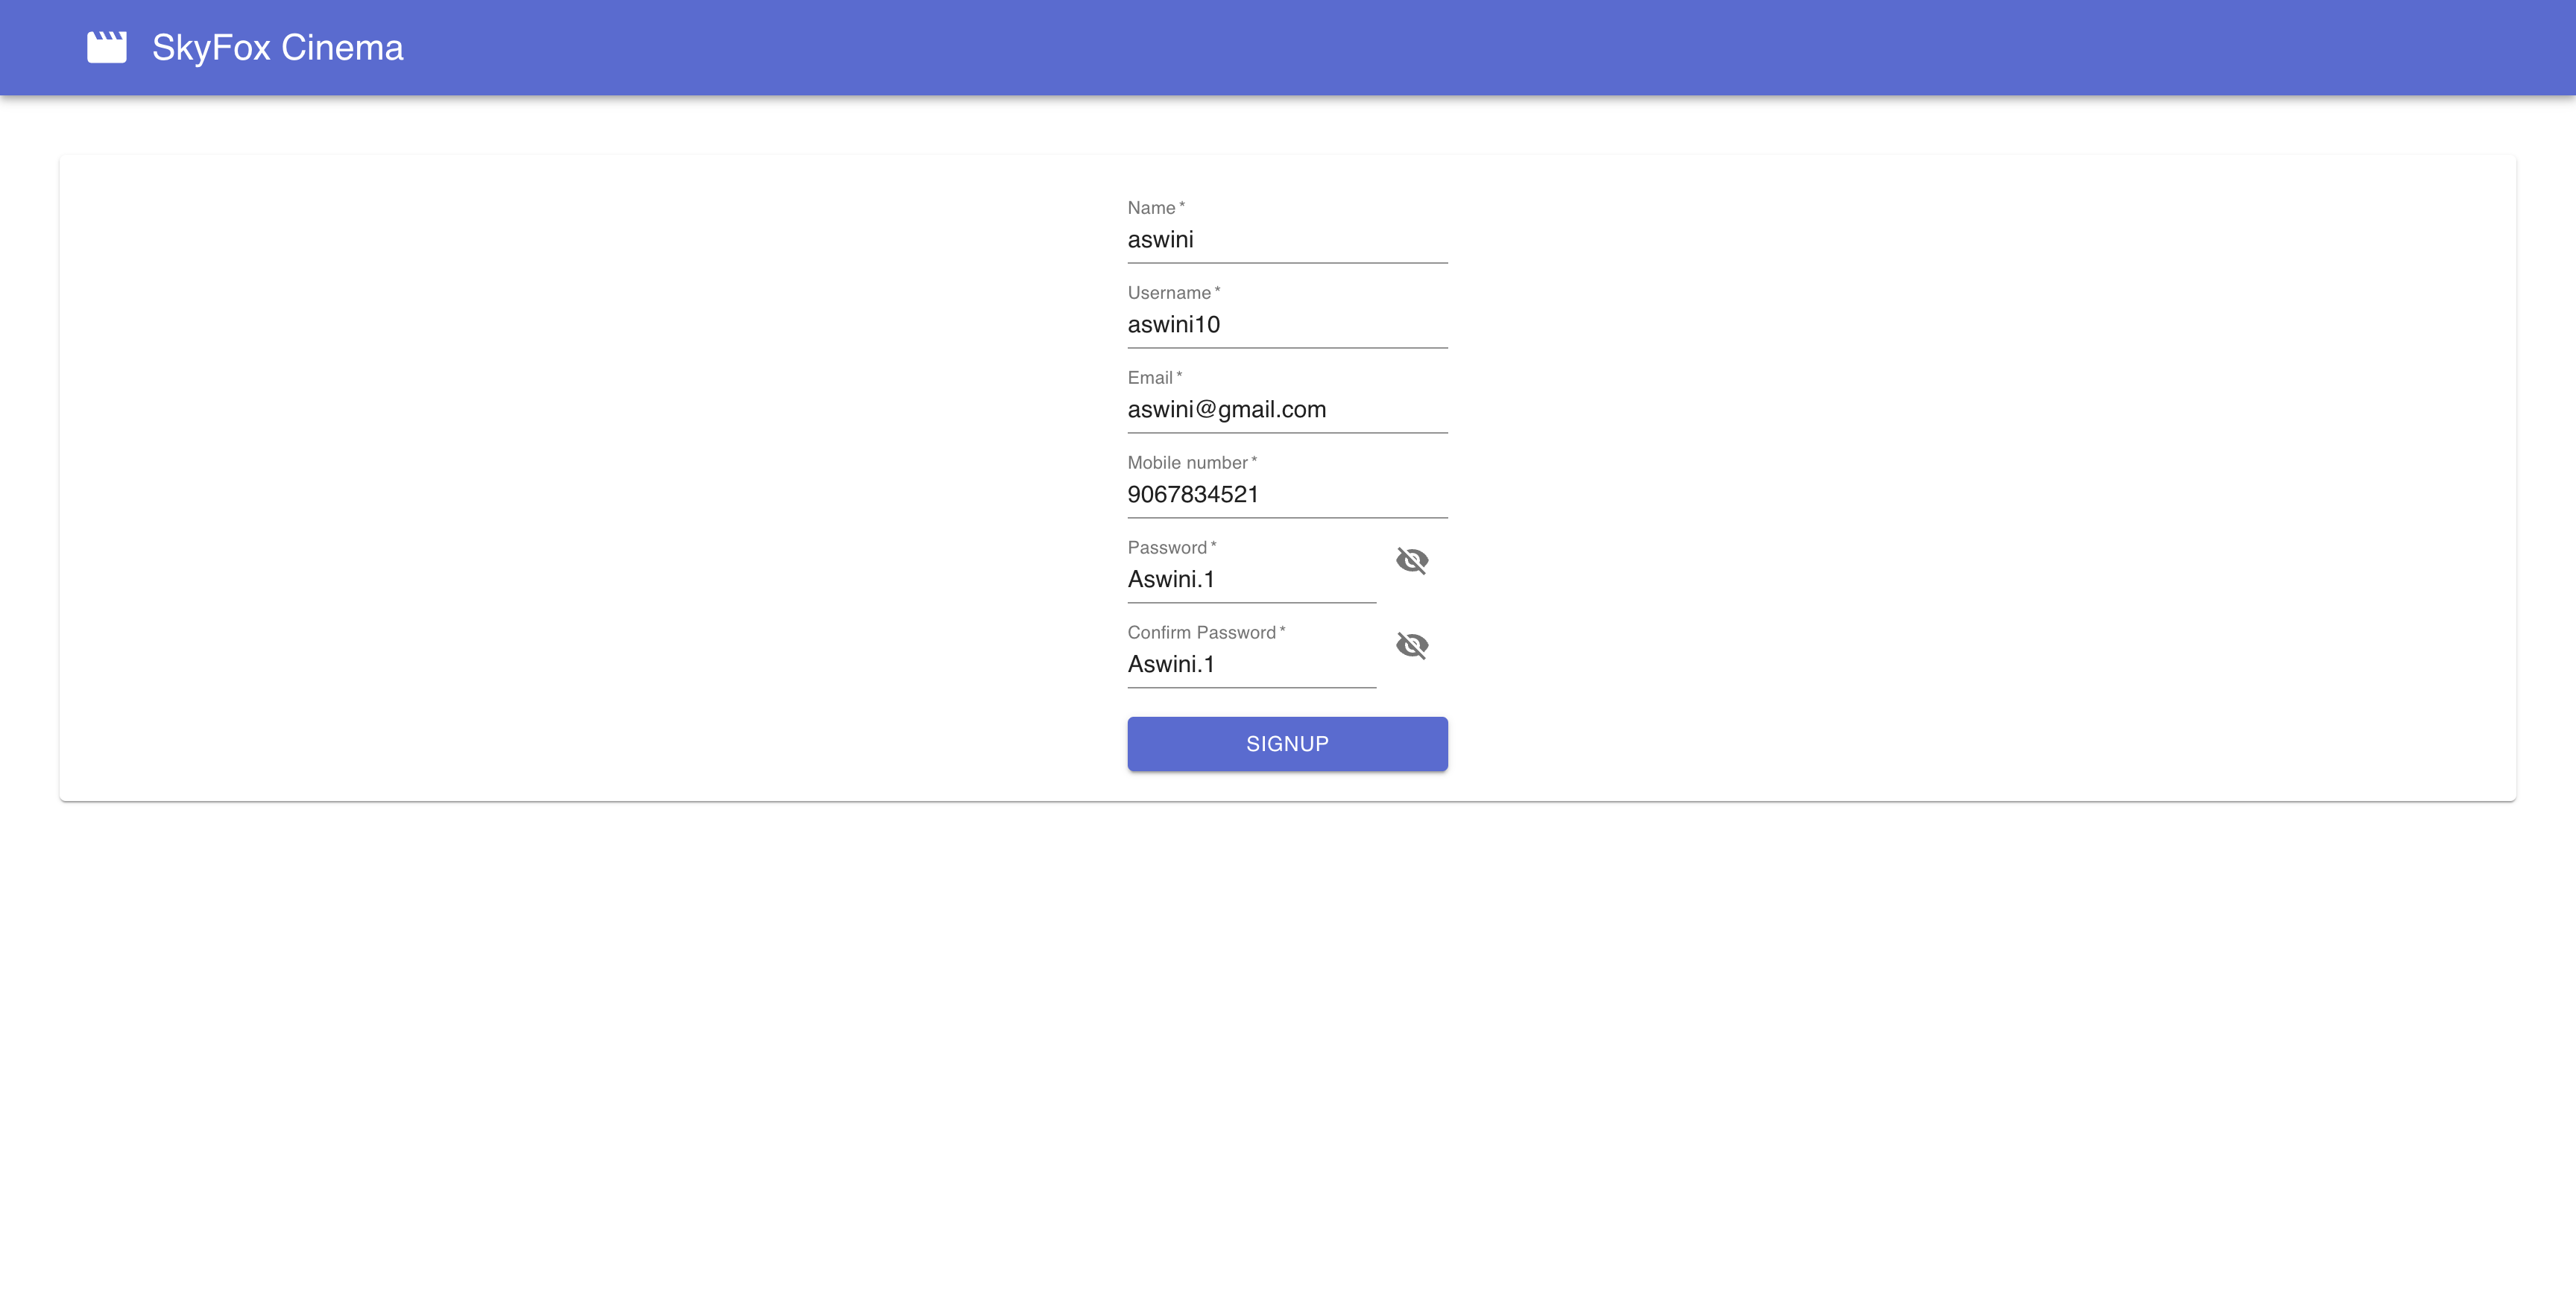 SkyFox Cinema
Name *
aswini
Username *
aswini10
Email *
aswini@gmail.com
Mobile number *
9067834521
Password *
Aswini.1
Confirm Password *
Aswini.1
SIGNUP